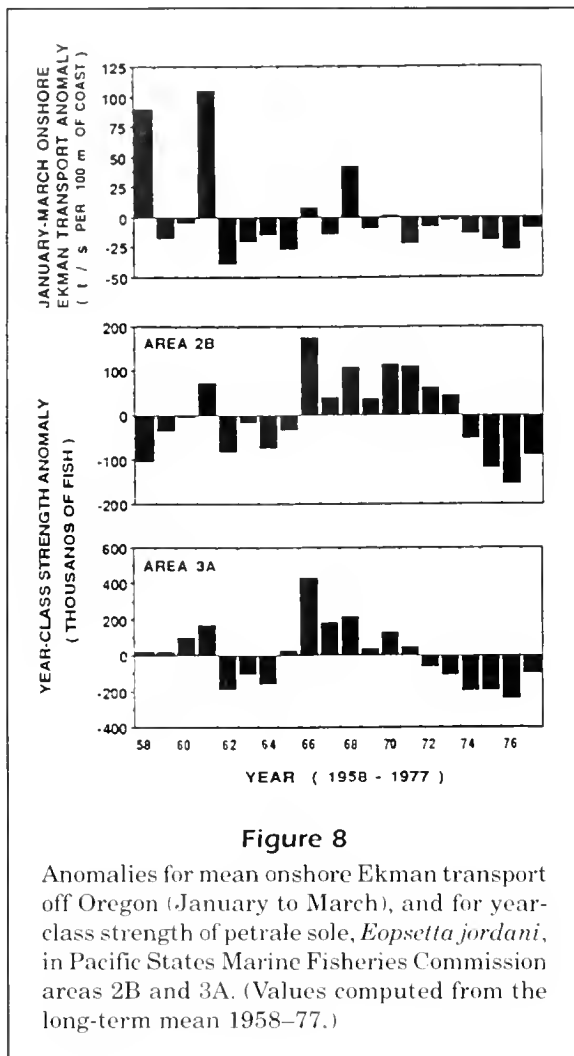 JANUARY-MARCH ONSHORE
EKMAN TRANSPORT ANOMALY
( t / s PER 100 m OF COAST )
125
100
75
50
25
0
-25
-50
YEAR-CLASS STRENGTH ANOMALY
( THOUSANDS OF FISH )
AREA 2B
200
100
0
-100
-200
AREA 3A
600
400
200
0
-200
-400
58 60 62 64 66 68 70 72 74 76
YEAR ( 1958 - 1977 )
Figure 8
Anomalies for mean onshore Ekman transport
off Oregon (January to March), and for year-
class strength of petrale sole, Eopsetta jordani,
in Pacific States Marine Fisheries Commission
areas 2B and 3A. (Values computed from the
long-term mean 1958–77.)